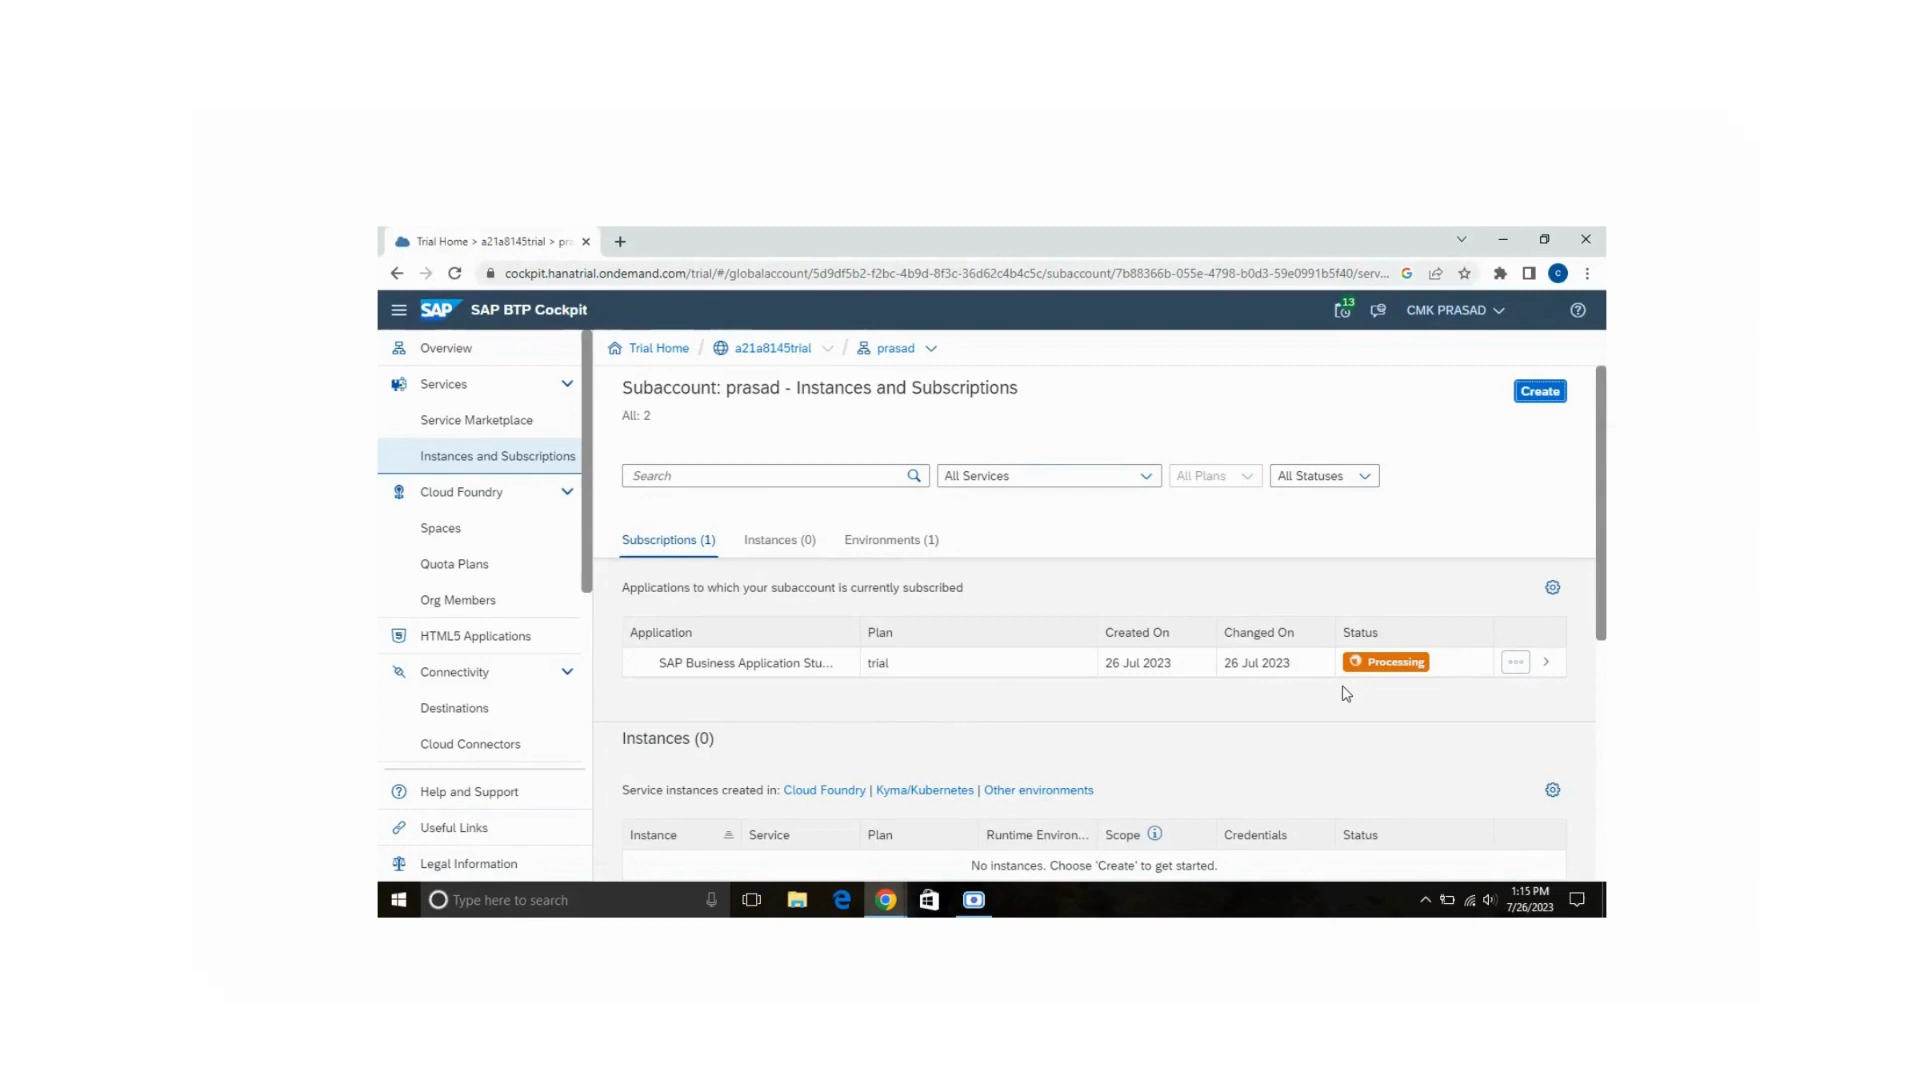 Trial Home > a21a8145trial > pra
cockpit.hanatrial.ondemand.com/trial/#/globalaccount/5d9df5b2-f2bc-4b9d-8f3c-36d62c4b4c5c/subaccount/7b88366b-055e-4798-b0d3-59e0991b5f40/serv...
SAP SAP BTP Cockpit 13 CMK PRASAD
Overview
Services
Service Marketplace
Instances and Subscriptions
Cloud Foundry
Spaces
Quota Plans
Org Members
HTML5 Applications
Connectivity
Destinations
Cloud Connectors
Help and Support
Useful Links
Legal Information
Trial Home / a21a8145trial / prasad
Subaccount: prasad - Instances and Subscriptions
Create
All: 2
Search All Services All Plans All Statuses
Subscriptions (1) Instances (0) Environments (1)
Applications to which your subaccount is currently subscribed
Application Plan Created On Changed On Status
SAP Business Application Stu... trial 26 Jul 2023 26 Jul 2023 Processing
Instances (0)
Service instances created in: Cloud Foundry | Kyma/Kubernetes | Other environments
Instance Service Plan Runtime Environ... Scope Credentials Status
No instances. Choose 'Create' to get started.
Type here to search
1:15 PM
7/26/2023